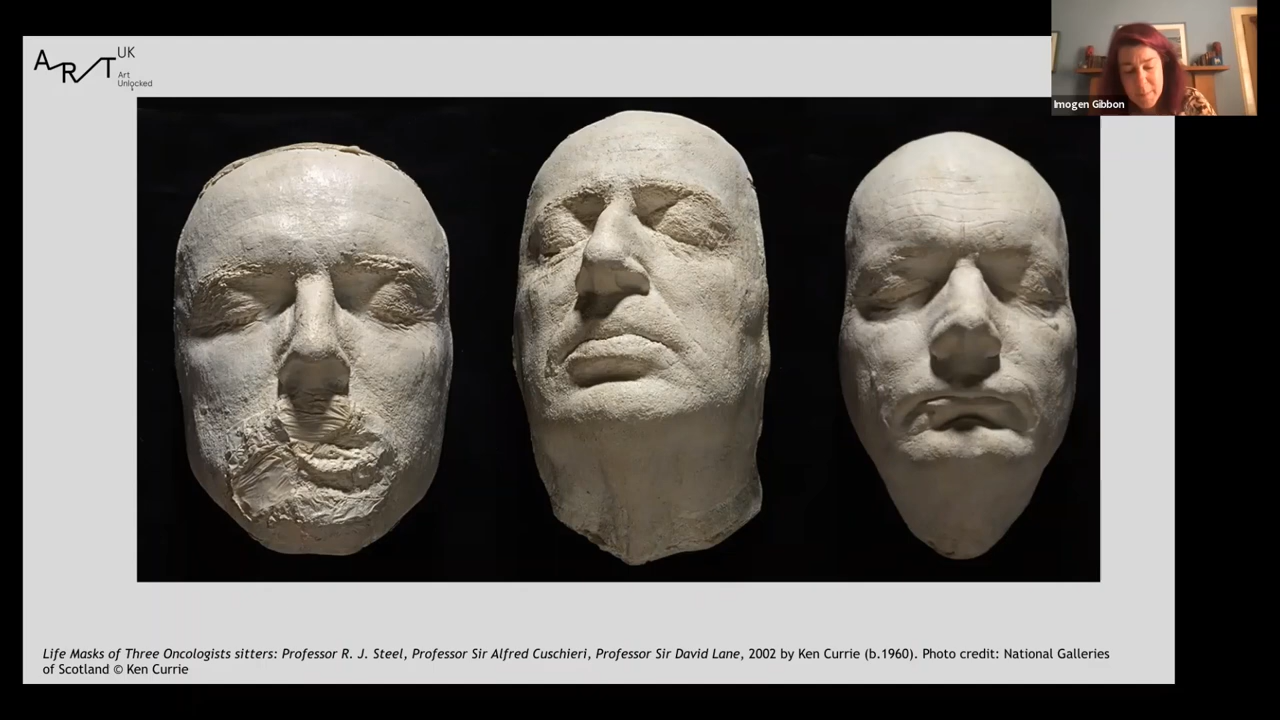 ART UK
Art
Unlocked
Imogen Gibbon
Life Masks of Three Oncologists sitters: Professor R. J. Steel, Professor Sir Alfred Cuschieri, Professor Sir David Lane, 2002 by Ken Currie (b.1960). Photo credit: National Galleries
of Scotland © Ken Currie